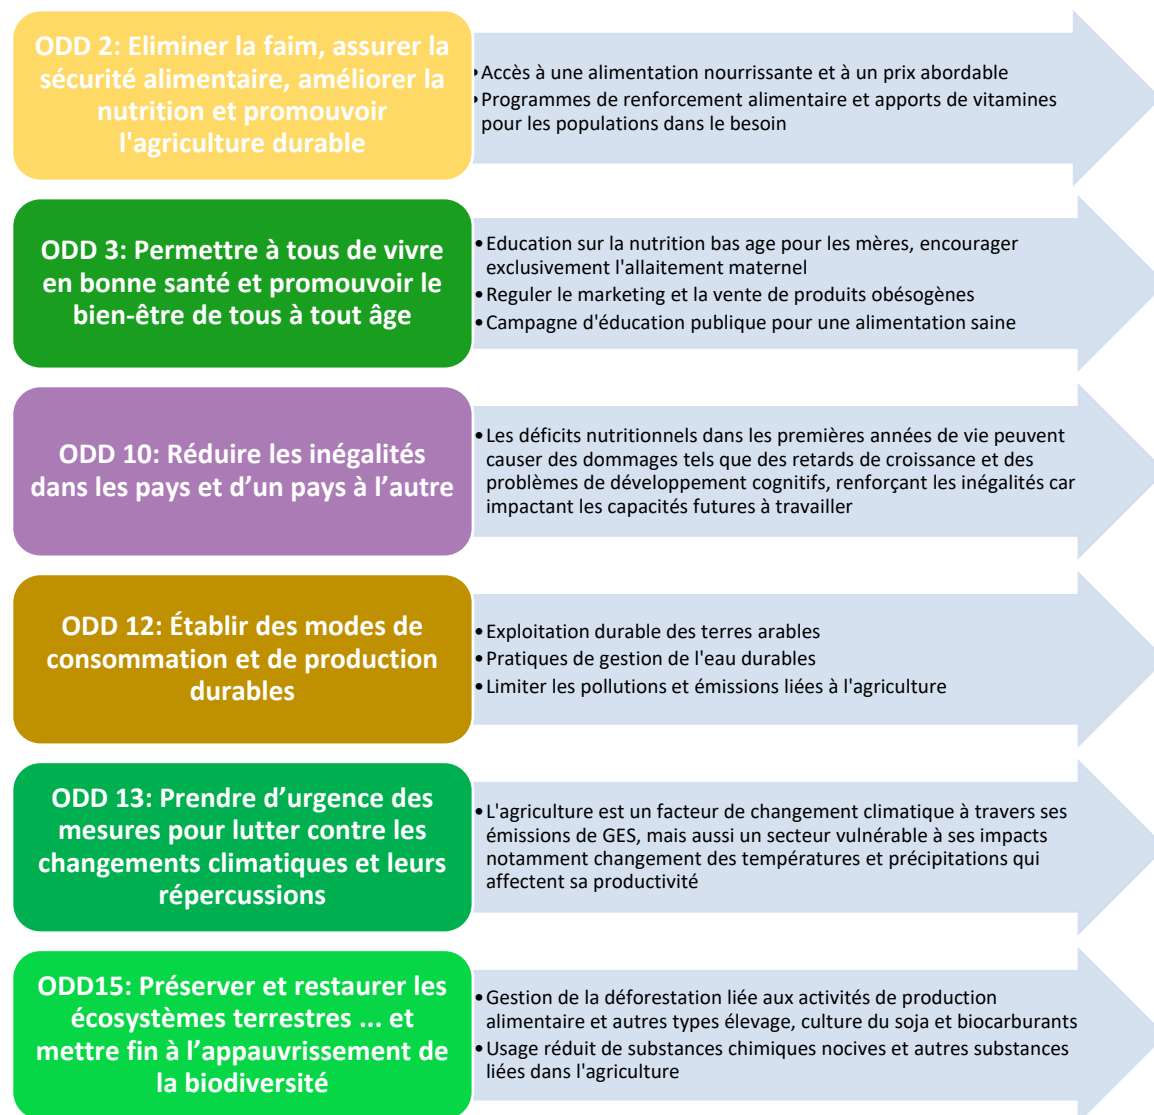 ODD 2: Eliminer la faim, assurer la
sécurité alimentaire, améliorer la
nutrition et promouvoir
l'agriculture durable
•Accès à une alimentation nourrissante et à un prix abordable
•Programmes de renforcement alimentaire et apports de vitamines
pour les populations dans le besoin
ODD 3: Permettre à tous de vivre
en bonne santé et promouvoir le
bien-être de tous à tout âge
•Education sur la nutrition bas age pour les mères, encourager
exclusivement l'allaitement maternel
•Reguler le marketing et la vente de produits obésogènes
•Campagne d'éducation publique pour une alimentation saine
ODD 10: Réduire les inégalités
dans les pays et d’un pays à l’autre
•Les déficits nutritionnels dans les premières années de vie peuvent
causer des dommages tels que des retards de croissance et des
problèmes de développement cognitifs, renforçant les inégalités car
impactant les capacités futures à travailler
ODD 12: Établir des modes de
consommation et de production
durables
•Exploitation durable des terres arables
•Pratiques de gestion de l'eau durables
•Limiter les pollutions et émissions liées à l'agriculture
ODD 13: Prendre d’urgence des
mesures pour lutter contre les
changements climatiques et leurs
répercussions
•L'agriculture est un facteur de changement climatique à travers ses
émissions de GES, mais aussi un secteur vulnérable à ses impacts
notamment changement des températures et précipitations qui
affectent sa productivité
ODD15: Préserver et restaurer les
écosystèmes terrestres ... et
mettre fin à l’appauvrissement de
la biodiversité
•Gestion de la déforestation liée aux activités de production
alimentaire et autres types élevage, culture du soja et biocarburants
•Usage réduit de substances chimiques nocives et autres substances
liées dans l'agriculture